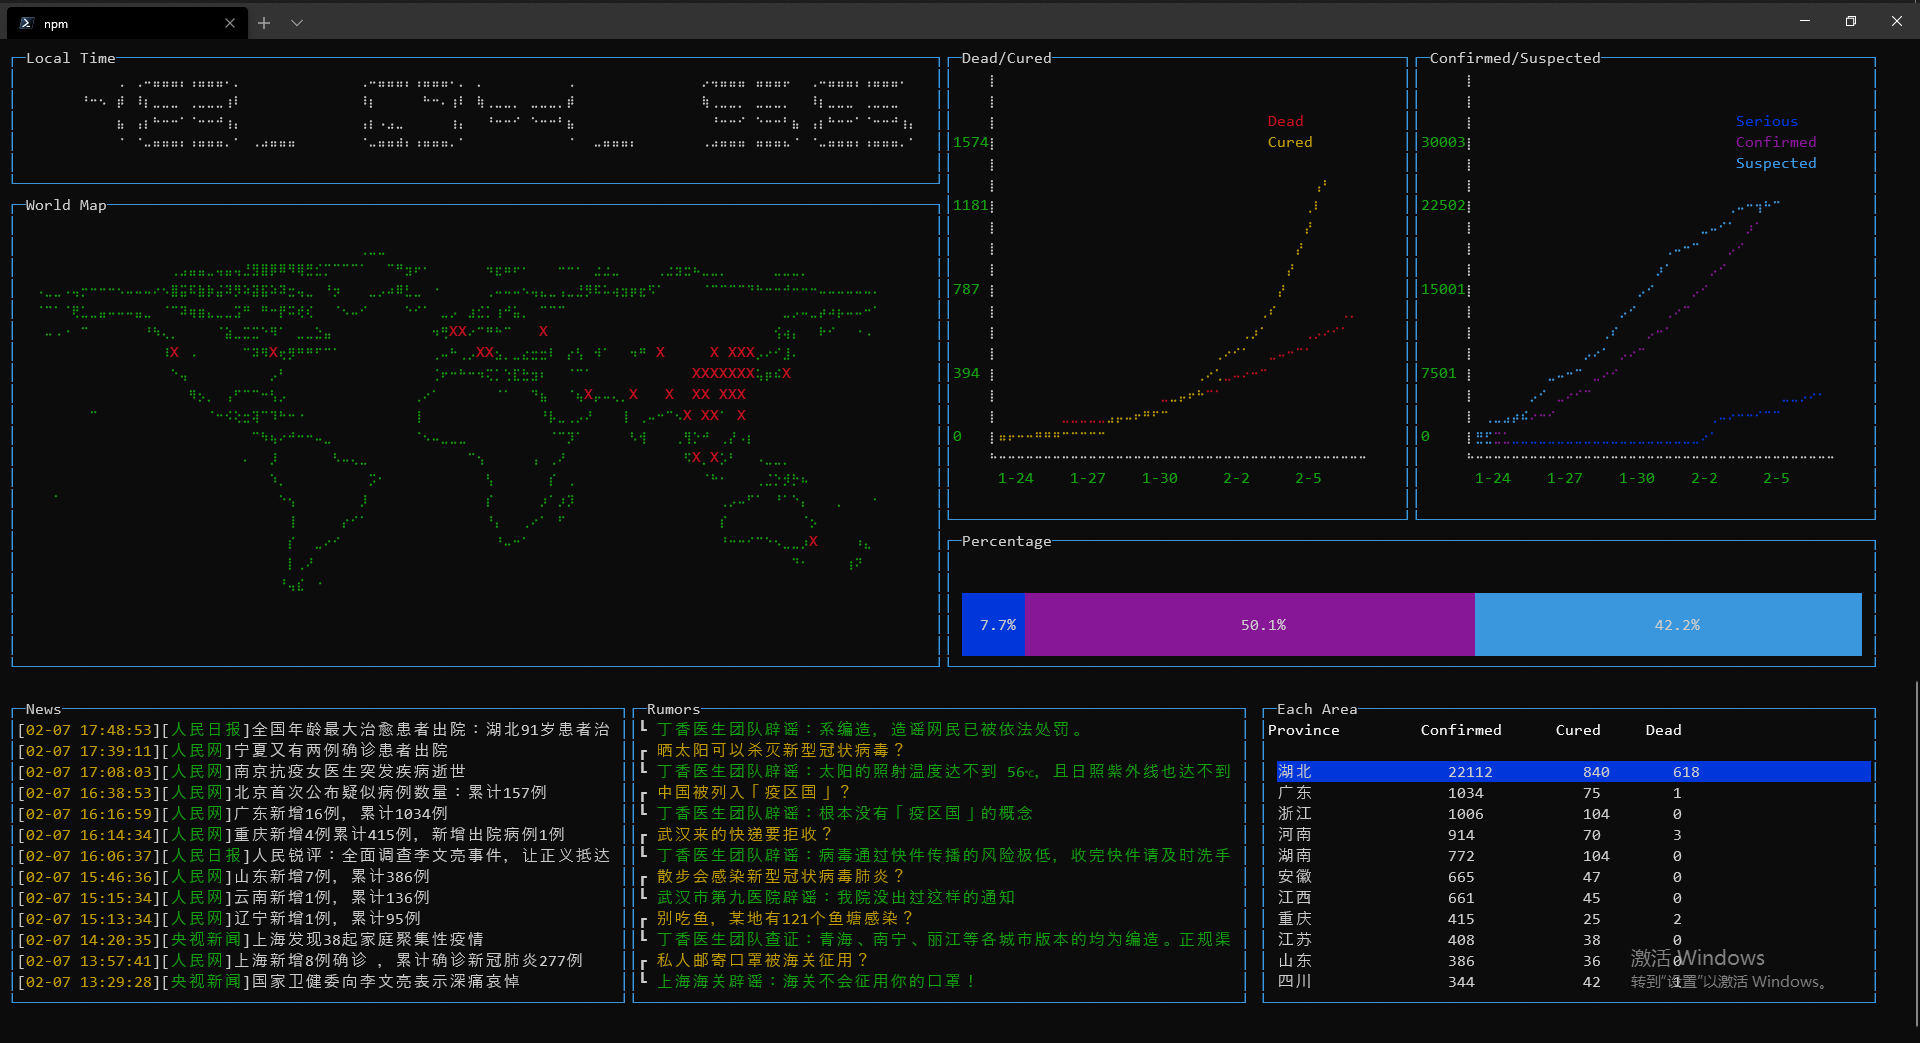 npm
Local Time
World Map
Dead/Cured
Dead
Cured
1574
1181
787
394
0
1-24 1-27 1-30 2-2 2-5
Confirmed/Suspected
Serious
Confirmed
Suspected
30003
22502
15001
7501
0
1-24 1-27 1-30 2-2 2-5
Percentage
7.7% 50.1% 42.2%
News
[02-07 17:48:53][人民日报]全国年龄最大治愈患者出院：湖北91岁患者治
[02-07 17:39:11][人民网]宁夏又有两例确诊患者出院
[02-07 17:08:03][人民网]南京抗疫女医生突发疾病逝世
[02-07 16:38:53][人民网]北京首次公布疑似病例数量：累计157例
[02-07 16:16:59][人民网]广东新增16例, 累计1034例
[02-07 16:14:34][人民网]重庆新增4例累计415例, 新增出院病例1例
[02-07 16:06:37][人民日报]人民锐评：全面调查李文亮事件, 让正义抵达
[02-07 15:46:36][人民网]山东新增7例, 累计386例
[02-07 15:15:34][人民网]云南新增1例, 累计136例
[02-07 15:13:34][人民网]辽宁新增1例, 累计95例
[02-07 14:20:35][央视新闻]上海发现38起家庭聚集性疫情
[02-07 13:57:41][人民网]上海新增8例确诊 , 累计确诊新冠肺炎277例
[02-07 13:29:28][央视新闻]国家卫健委向李文亮表示深痛哀悼
Rumors
丁香医生团队辟谣：系编造, 造谣网民已被依法处罚。
晒太阳可以杀灭新型冠状病毒？
丁香医生团队辟谣：太阳的照射温度达不到 56℃, 且日照紫外线也达不到
中国被列入「疫区国」？
丁香医生团队辟谣：根本没有「疫区国」的概念
武汉来的快递要拒收？
丁香医生团队辟谣：病毒通过快件传播的风险极低, 收完快件请及时洗手
散步会感染新型冠状病毒肺炎？
武汉市第九医院辟谣：我院没出过这样的通知
别吃鱼, 某地有121个鱼塘感染？
丁香医生团队查证：青海、南宁、丽江等各城市版本的均为编造。正规渠
私人邮寄口罩被海关征用？
上海海关辟谣：海关不会征用你的口罩！
Each Area
Province Confirmed Cured Dead
湖北 22112 840 618
广东 1034 75 1
浙江 1006 104 0
河南 914 70 3
湖南 772 104 0
安徽 665 47 0
江西 661 45 0
重庆 415 25 2
江苏 408 38 0
山东 386 36 0
四川 344 42 1
激活 Windows
转到"设置"以激活 Windows。